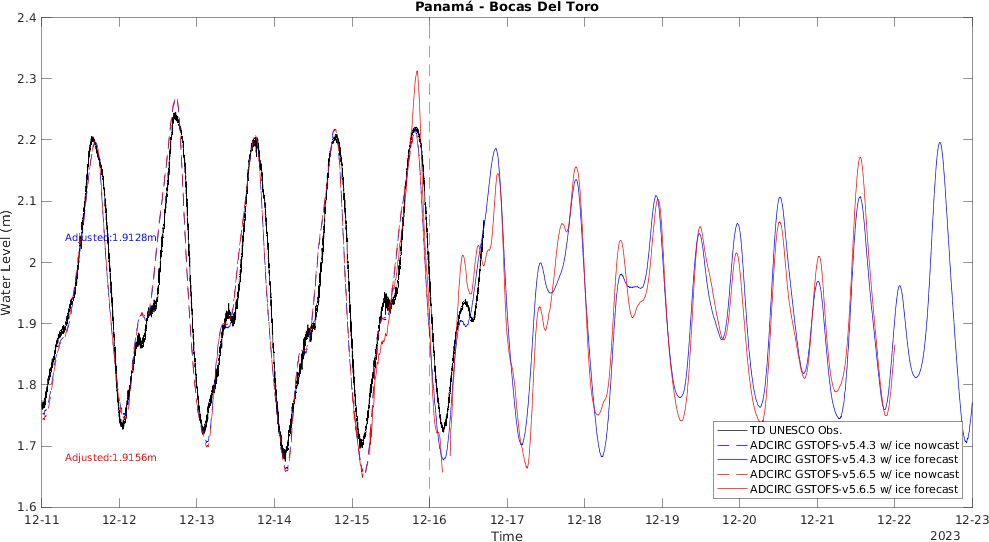 Panamá - Bocas Del Toro
2.4
2.3
2.2
2.1
2
1.9
1.8
1.7
1.6
Water Level (m)
Adjusted:1.9128m
Adjusted:1.9156m
TD UNESCO Obs.
ADCIRC GSTOFS-v5.4.3 w/ ice nowcast
ADCIRC GSTOFS-v5.4.3 w/ ice forecast
ADCIRC GSTOFS-v5.6.5 w/ ice nowcast
ADCIRC GSTOFS-v5.6.5 w/ ice forecast
12-11 12-12 12-13 12-14 12-15 12-16 12-17 12-18 12-19 12-20 12-21 12-22 12-23
Time
2023